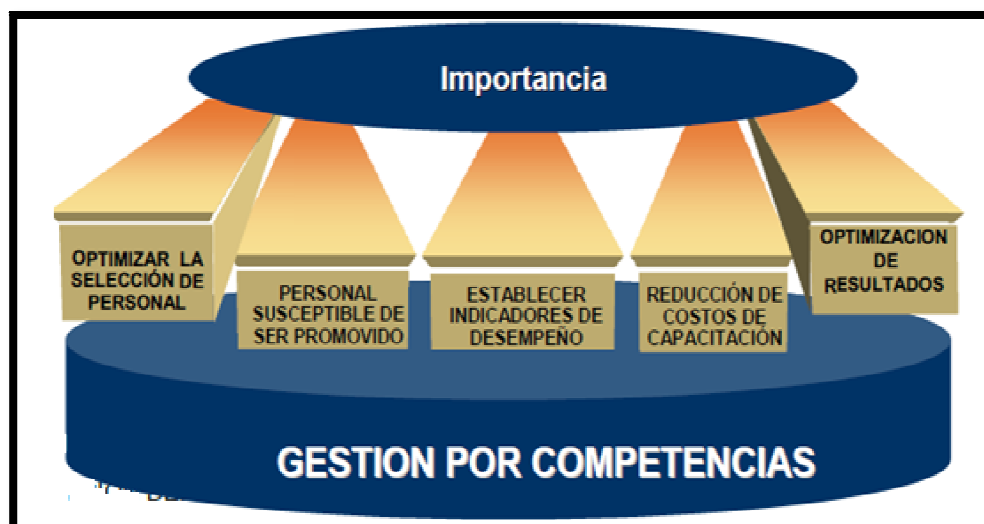 Importancia
OPTIMIZAR LA
SELECCIÓN DE
PERSONAL
PERSONAL
SUSCEPTIBLE DE
SER PROMOVIDO
ESTABLECER
INDICADORES DE
DESEMPEÑO
REDUCCIÓN DE
COSTOS DE
CAPACITACIÓN
OPTIMIZACION
DE
RESULTADOS
GESTION POR COMPETENCIAS